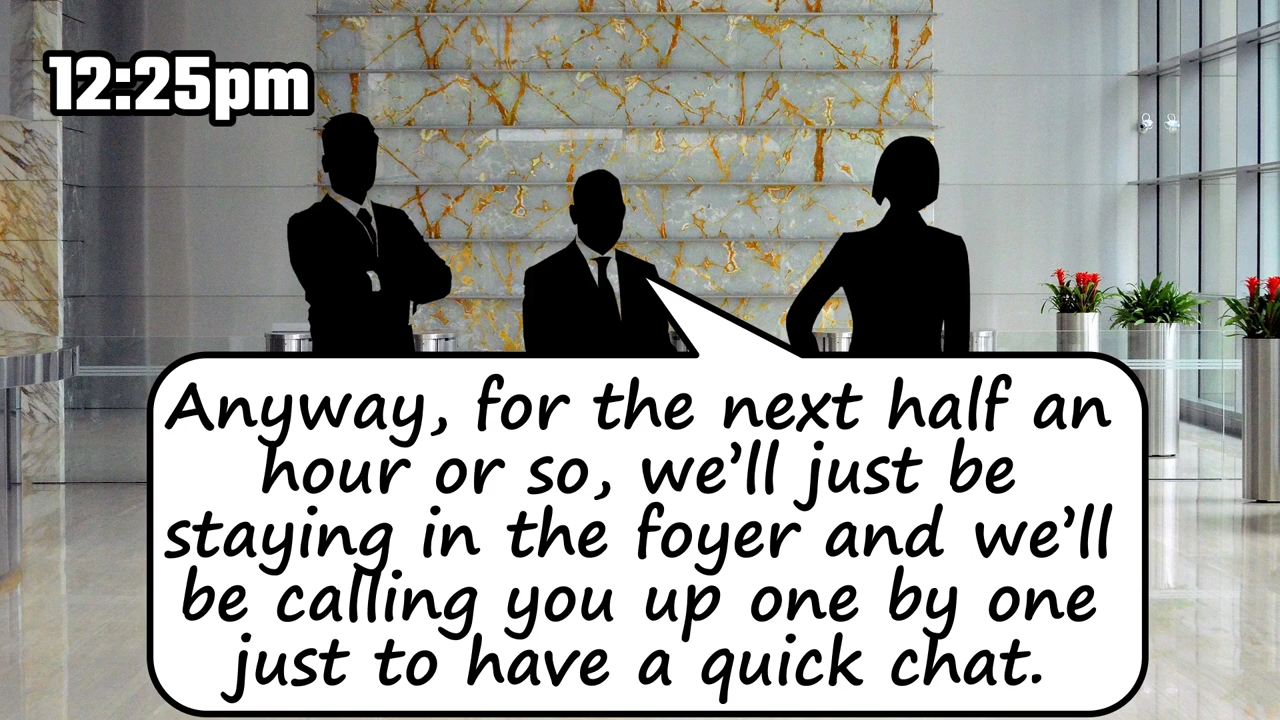 12:25pm
Anyway, for the next half an
hour or so, we’ll just be
staying in the foyer and we’ll
be calling you up one by one
just to have a quick chat.